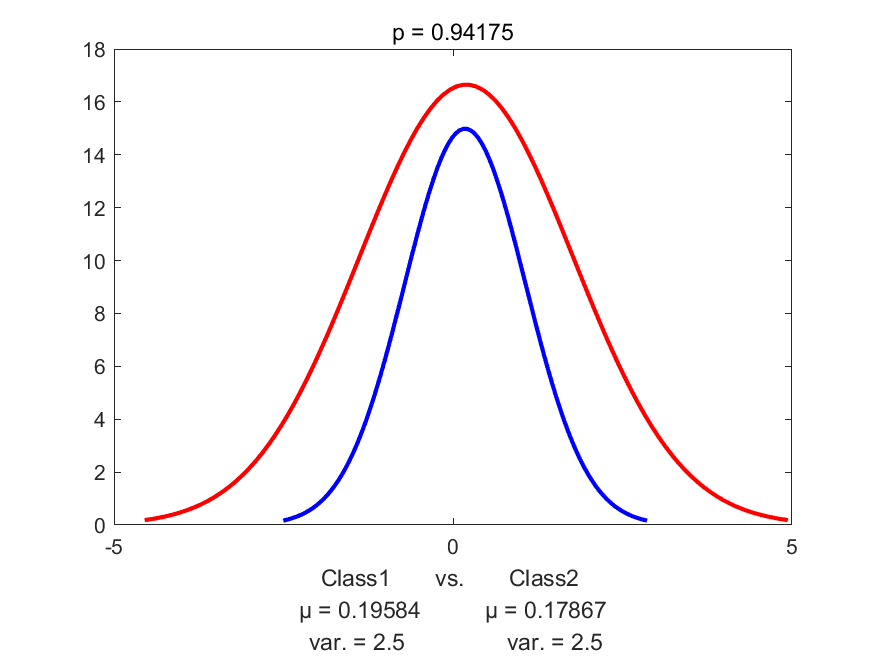 p = 0.94175
18
16
14
12
10
8
6
4
2
0
-5 0 5
Class1 vs. Class2
μ = 0.19584 μ = 0.17867
var. = 2.5 var. = 2.5